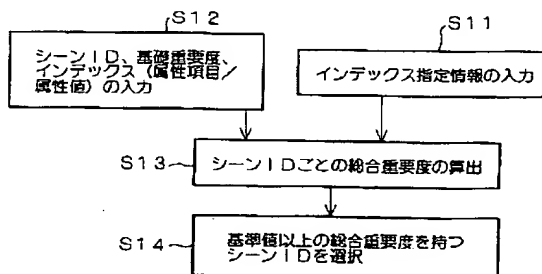 S12
シーンID、基礎重要度、
インデックス(属性項目/
属性値)の入力
S11
インデックス指定情報の入力
S13
シーンIDごとの総合重要度の算出
S14
基準値以上の総合重要度を持つ
シーンIDを選択